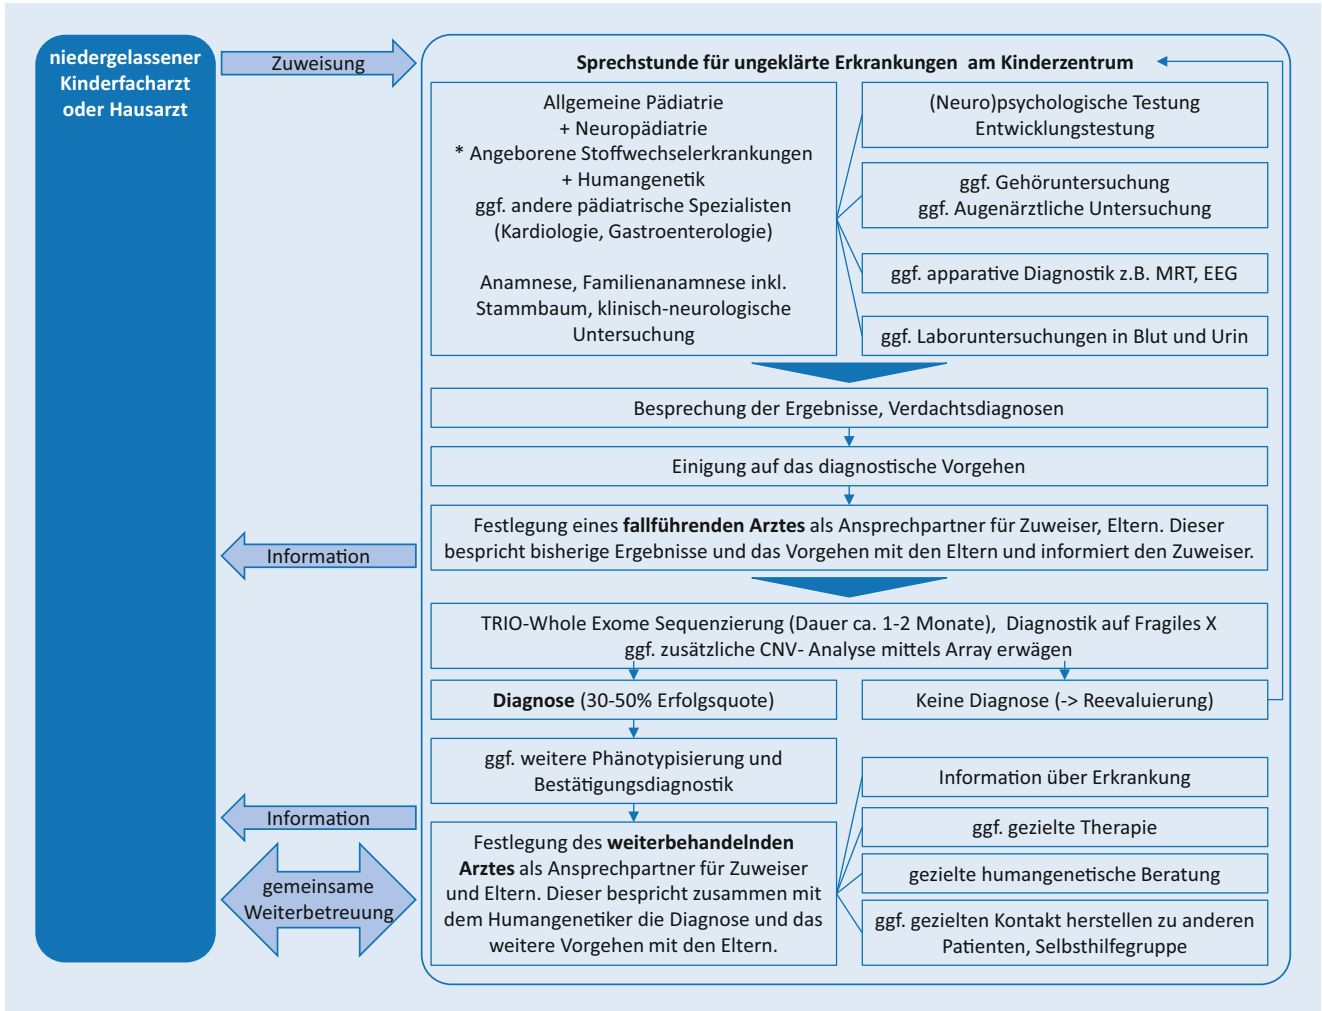 niedergelassener
Kinderfacharzt
oder Hausarzt
Zuweisung
Sprechstunde für ungeklärte Erkrankungen am Kinderzentrum
Allgemeine Pädiatrie
+ Neuropädiatrie
* Angeborene Stoffwechselerkrankungen
+ Humangenetik
ggf. andere pädiatrische Spezialisten
(Kardiologie, Gastroenterologie)
Anamnese, Familienanamnese inkl.
Stammbaum, klinisch-neurologische
Untersuchung
(Neuro)psychologische Testung
Entwicklungstestung
ggf. Gehöruntersuchung
ggf. Augenärztliche Untersuchung
ggf. apparative Diagnostik z.B. MRT, EEG
ggf. Laboruntersuchungen in Blut und Urin
Besprechung der Ergebnisse, Verdachtsdiagnosen
Einigung auf das diagnostische Vorgehen
Festlegung eines fallführenden Arztes als Ansprechpartner für Zuweiser, Eltern. Dieser
bespricht bisherige Ergebnisse und das Vorgehen mit den Eltern und informiert den Zuweiser.
Information
TRIO-Whole Exome Sequenzierung (Dauer ca. 1-2 Monate), Diagnostik auf Fragiles X
ggf. zusätzliche CNV- Analyse mittels Array erwägen
Diagnose (30-50% Erfolgsquote)
Keine Diagnose (-> Reevaluierung)
ggf. weitere Phänotypisierung und
Bestätigungsdiagnostik
Information
Festlegung des weiterbehandelnden
Arztes als Ansprechpartner für Zuweiser
und Eltern. Dieser bespricht zusammen mit
dem Humangenetiker die Diagnose und das
weitere Vorgehen mit den Eltern.
gemeinsame
Weiterbetreuung
Information über Erkrankung
ggf. gezielte Therapie
gezielte humangenetische Beratung
ggf. gezielten Kontakt herstellen zu anderen
Patienten, Selbsthilfegruppe